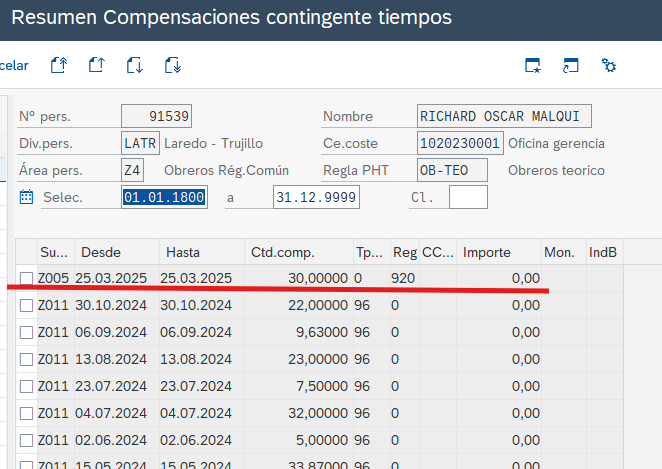 Resumen Compensaciones contingente tiempos
celar
Nº pers. 91539 Nombre RICHARD OSCAR MALQUI
Div.pers. LATR Laredo - Trujillo Ce.coste 1020230001 Oficina gerencia
Área pers. Z4 Obreros Rég.Común Regla PHT OB-TEO Obreros teorico
Selec. 01.01.1800 a 31.12.9999 Cl.
Su... Desde Hasta Ctd.comp. Tp... Reg CC... Importe Mon. IndB
Z005 25.03.2025 25.03.2025 30,00000 0 920 0,00
Z011 30.10.2024 30.10.2024 22,00000 96 0 0,00
Z011 06.09.2024 06.09.2024 9,63000 96 0 0,00
Z011 13.08.2024 13.08.2024 23,00000 96 0 0,00
Z011 23.07.2024 23.07.2024 7,50000 96 0 0,00
Z011 04.07.2024 04.07.2024 32,00000 96 0 0,00
Z011 02.06.2024 02.06.2024 5,00000 96 0 0,00
Z011 15.05.2024 15.05.2024 33,87000 96 0 0,00